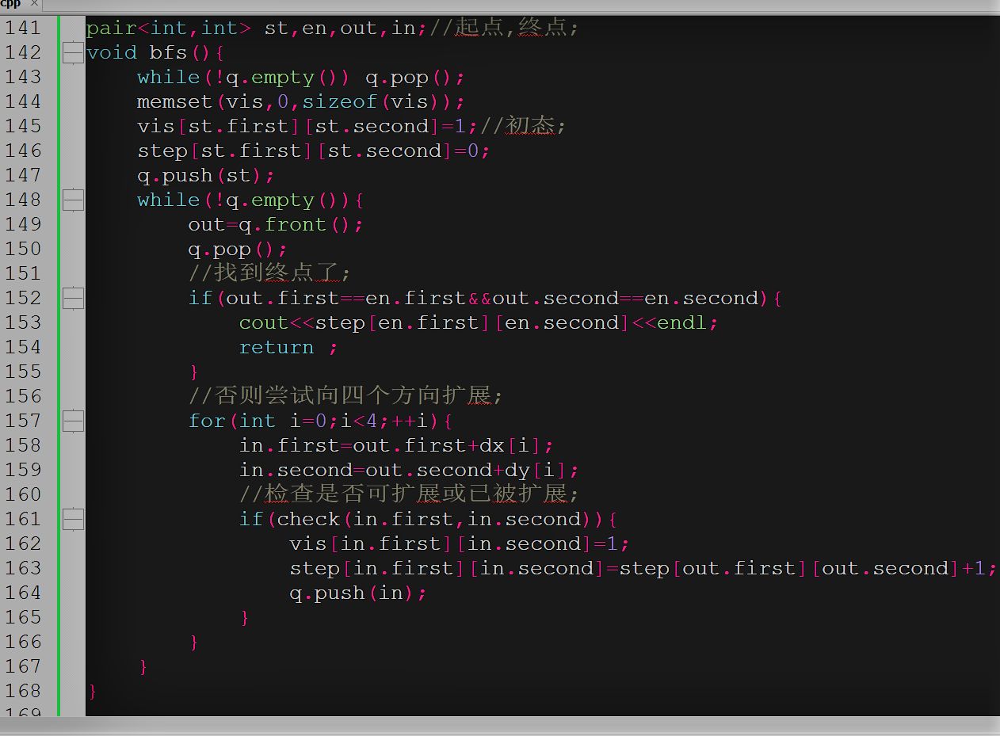 cpp ×
141 pair<int,int> st,en,out,in;//起点,终点;
142 void bfs(){
143     while(!q.empty()) q.pop();
144     memset(vis,0,sizeof(vis));
145     vis[st.first][st.second]=1;//初态;
146     step[st.first][st.second]=0;
147     q.push(st);
148     while(!q.empty()){
149         out=q.front();
150         q.pop();
151         //找到终点了;
152         if(out.first==en.first&&out.second==en.second){
153             cout<<step[en.first][en.second]<<endl;
154             return ;
155         }
156         //否则尝试向四个方向扩展;
157         for(int i=0;i<4;++i){
158             in.first=out.first+dx[i];
159             in.second=out.second+dy[i];
160             //检查是否可扩展或已被扩展;
161             if(check(in.first,in.second)){
162                 vis[in.first][in.second]=1;
163                 step[in.first][in.second]=step[out.first][out.second]+1;
164                 q.push(in);
165             }
166         }
167     }
168 }
169